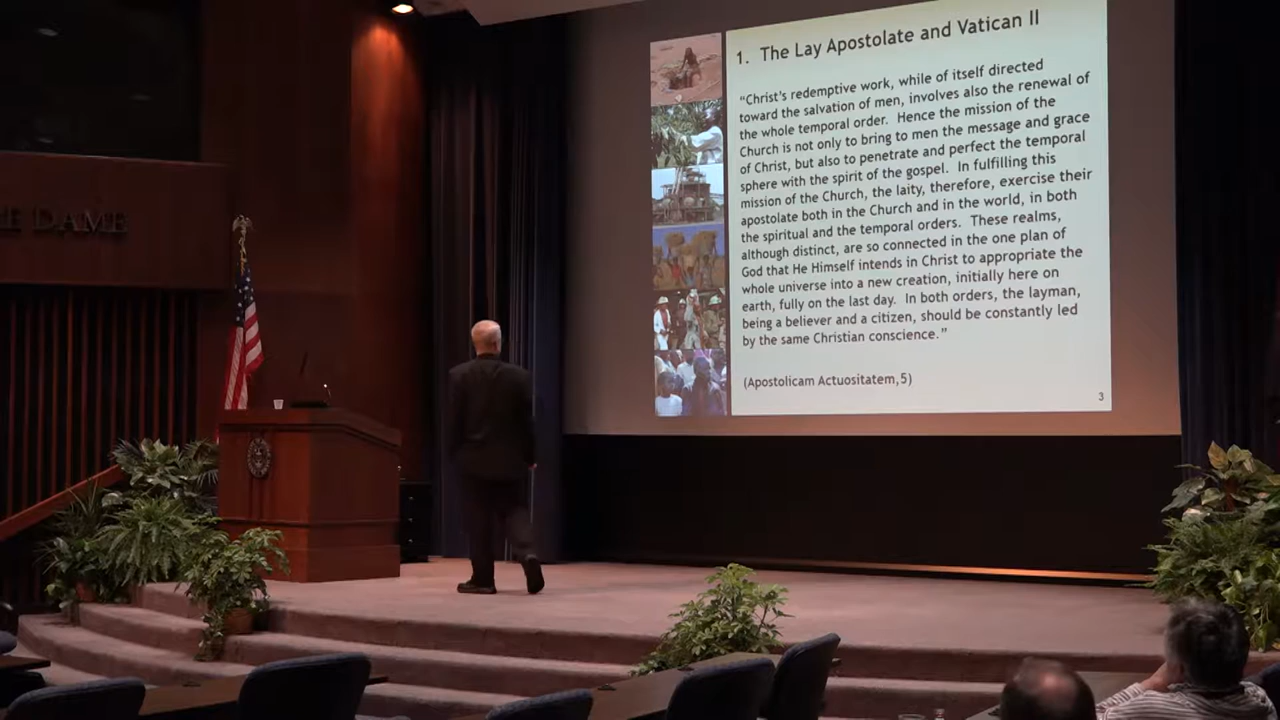 E DAME
1. The Lay Apostolate and Vatican II
“Christ's redemptive work, while of itself directed
toward the salvation of men, involves also the renewal of
the whole temporal order. Hence the mission of the
Church is not only to bring to men the message and grace
of Christ, but also to penetrate and perfect the temporal
sphere with the spirit of the gospel. In fulfilling this
mission of the Church, the laity, therefore, exercise their
apostolate both in the Church and in the world, in both
the spiritual and the temporal orders. These realms,
although distinct, are so connected in the one plan of
God that He Himself intends in Christ to appropriate the
whole universe into a new creation, initially here on
earth, fully on the last day. In both orders, the layman,
being a believer and a citizen, should be constantly led
by the same Christian conscience.”
(Apostolicam Actuositatem,5)
3